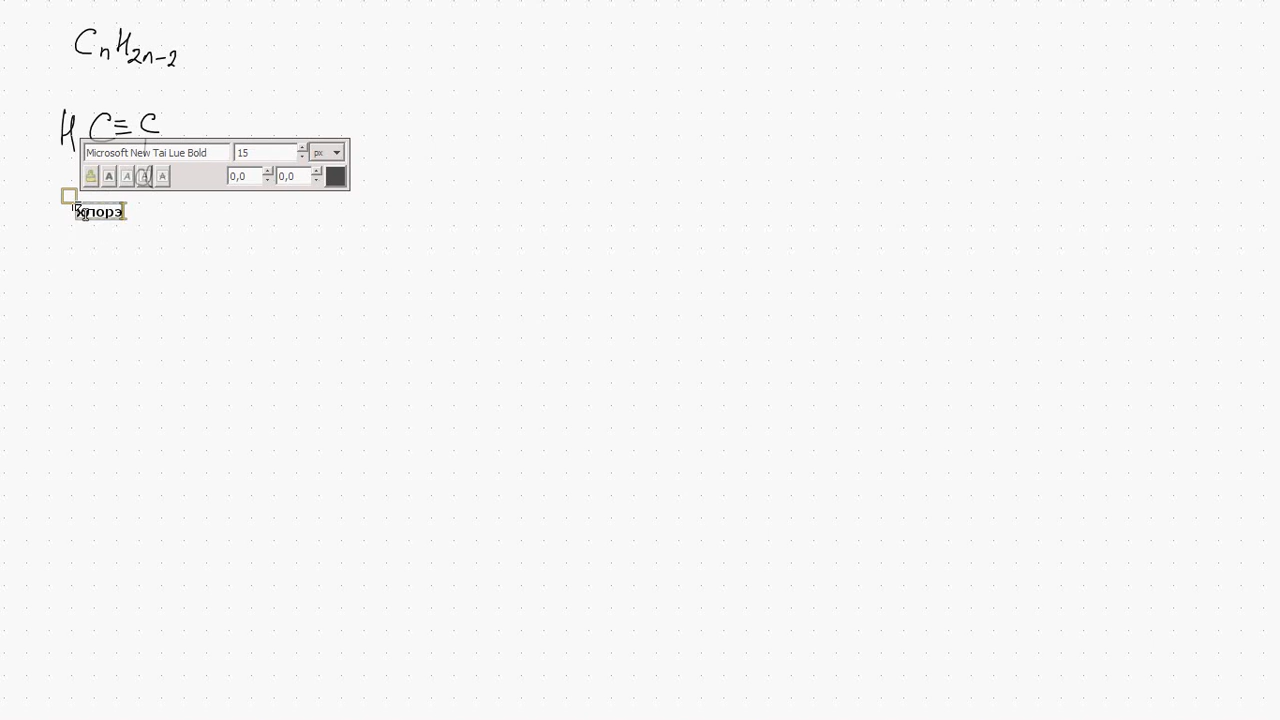 CnH2n-2
H C≡C
Microsoft New Tai Lue Bold 15 px
A A A A 0,0 0,0
хлорэ